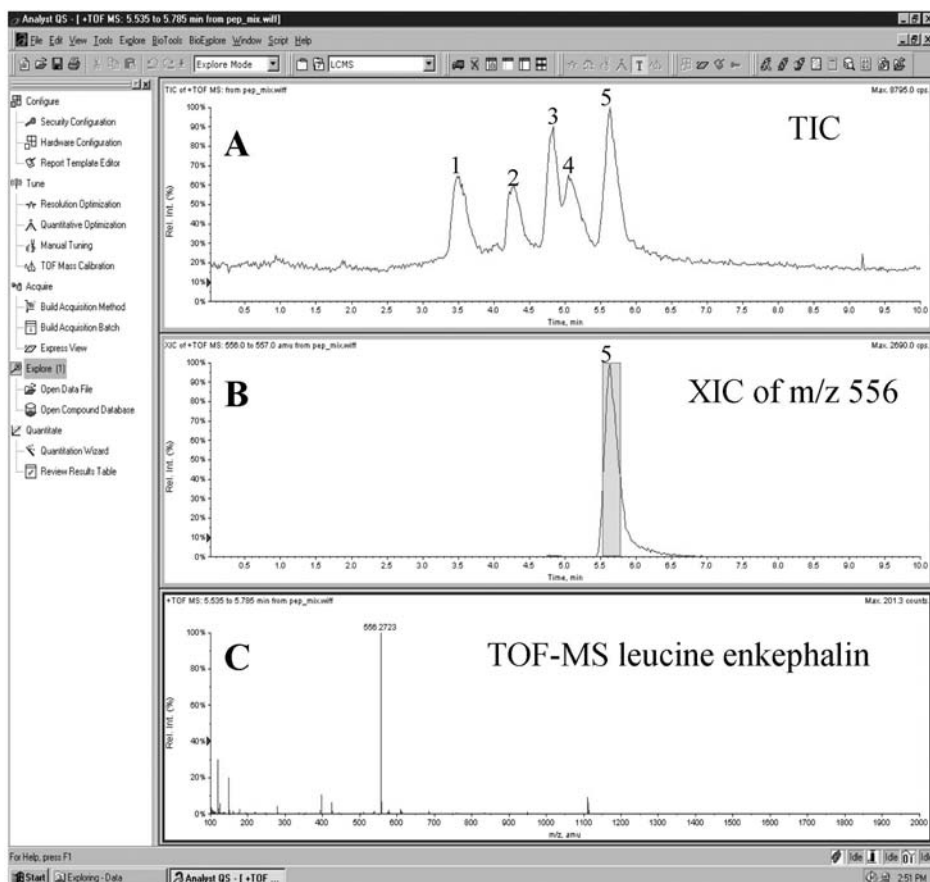 Analyst QS - [ +TOF MS: 5.535 to 5.785 min from pep_mix.wiff]
File Edit View Tools Explore BioTools BioExplore Window Script Help
Explore Mode LCMS
Configure
Security Configuration
Hardware Configuration
Report Template Editor
Tune
Resolution Optimization
Quantitative Optimization
Manual Tuning
TOF Mass Calibration
Acquire
Build Acquisition Method
Build Acquisition Batch
Express View
Explore (1)
Open Data File
Open Compound Database
Quantitate
Quantitation Wizard
Review Results Table
TIC of +TOF MS: from pep_mix.wiff Max. 8795.0 cps.
A
TIC
1 2 3 4 5
Rel. Int. (%)
100%
90%
80%
70%
60%
50%
40%
30%
20%
10%
0%
0.5 1.0 1.5 2.0 2.5 3.0 3.5 4.0 4.5 5.0 5.5 6.0 6.5 7.0 7.5 8.0 8.5 9.0 9.5 10.0
Time, min
XIC of +TOF MS: 556.0 to 557.0 amu from pep_mix.wiff Max. 2690.0 cps.
B
5
XIC of m/z 556
Rel. Int. (%)
100%
90%
80%
70%
60%
50%
40%
30%
20%
10%
0%
0.5 1.0 1.5 2.0 2.5 3.0 3.5 4.0 4.5 5.0 5.5 6.0 6.5 7.0 7.5 8.0 8.5 9.0 9.5 10.0
Time, min
+TOF MS: 5.535 to 5.785 min from pep_mix.wiff Max. 201.3 counts.
C
556.2723
TOF-MS leucine enkephalin
Rel. Int. (%)
100%
80%
60%
40%
20%
0%
100 200 300 400 500 600 700 800 900 1000 1100 1200 1300 1400 1500 1600 1700 1800 1900 2000
m/z, amu
For Help, press F1 Idle Idle Idle
Start Exploring - Data Analyst QS - [ +TOF ... 2:51 PM